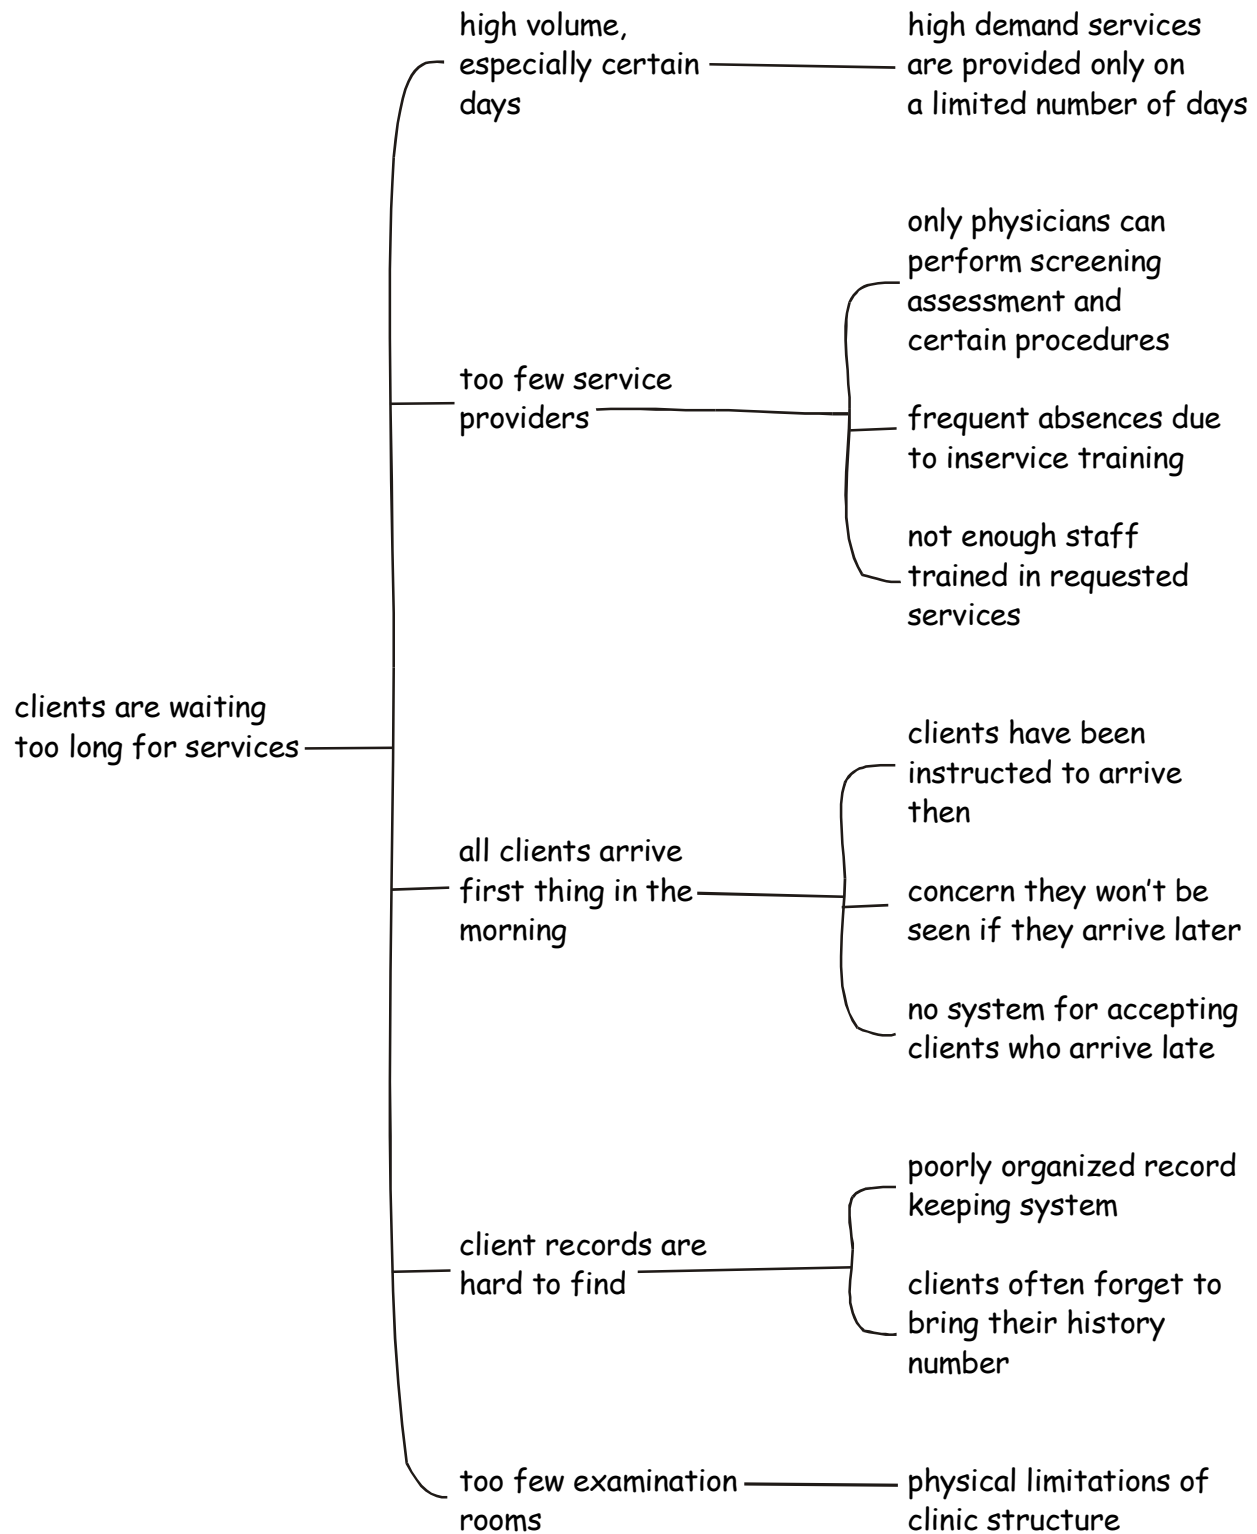 high volume,
especially certain
days
high demand services
are provided only on
a limited number of days
only physicians can
perform screening
assessment and
certain procedures
too few service
providers
frequent absences due
to inservice training
not enough staff
trained in requested
services
clients are waiting
too long for services
clients have been
instructed to arrive
then
all clients arrive
first thing in the
morning
concern they won't be
seen if they arrive later
no system for accepting
clients who arrive late
poorly organized record
keeping system
client records are
hard to find
clients often forget to
bring their history
number
too few examination
rooms
physical limitations of
clinic structure